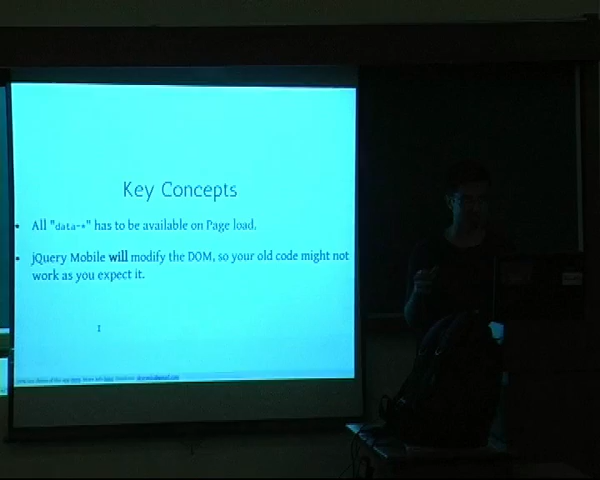 Key Concepts
• All "data-*" has to be available on Page load.
• jQuery Mobile will modify the DOM, so your old code might not
work as you expect it.